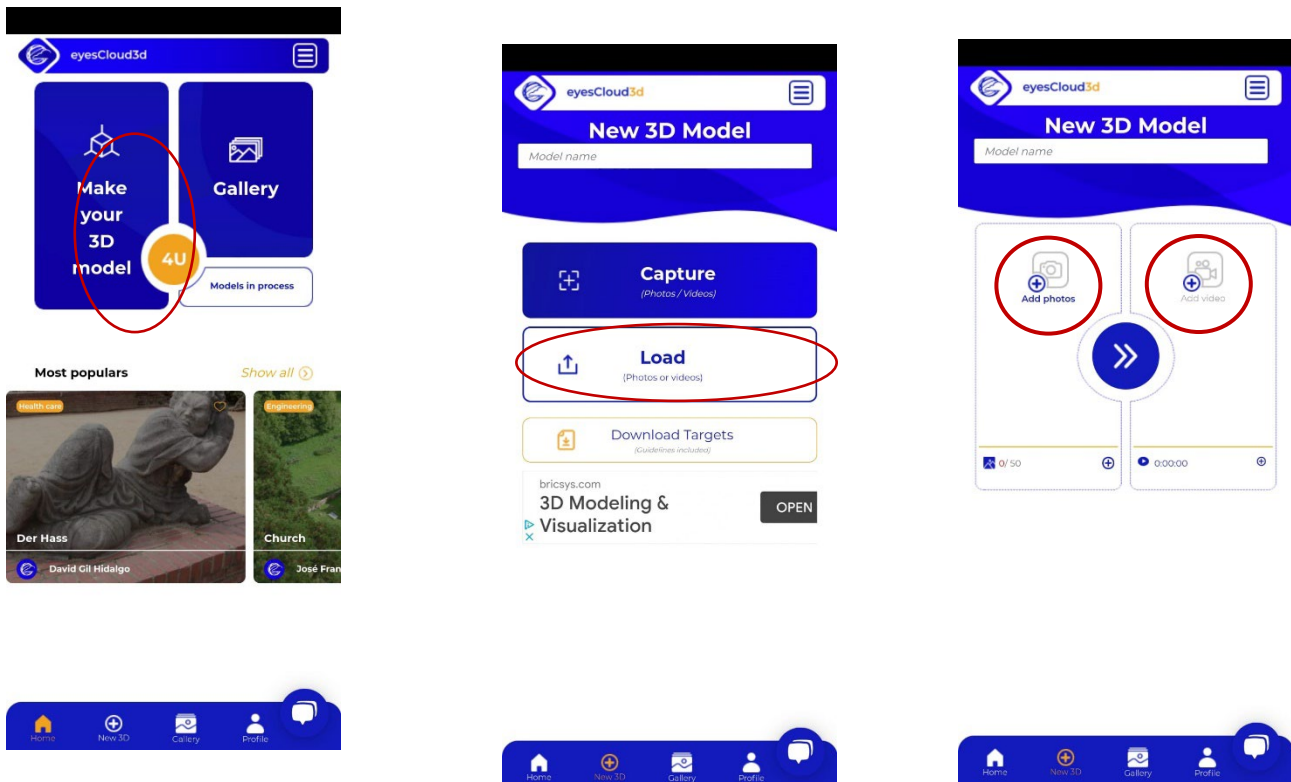 eyesCloud3d
Make
your
3D
model
Gallery
4U
Models in process
Most populars
Show all
Health care
Engineering
Der Hass
David Gil Hidalgo
Church
José Fran
Home
New 3D
Gallery
Profile
eyesCloud3d
New 3D Model
Model name
Capture
(Photos / Videos)
Load
(Photos or videos)
Download Targets
(Guidelines included)
bricsys.com
3D Modeling &
Visualization
OPEN
Home
New 3D
Gallery
Profile
eyesCloud3d
New 3D Model
Model name
Add photos
Add video
0/ 50
0:00:00
Home
New 3D
Gallery
Profile